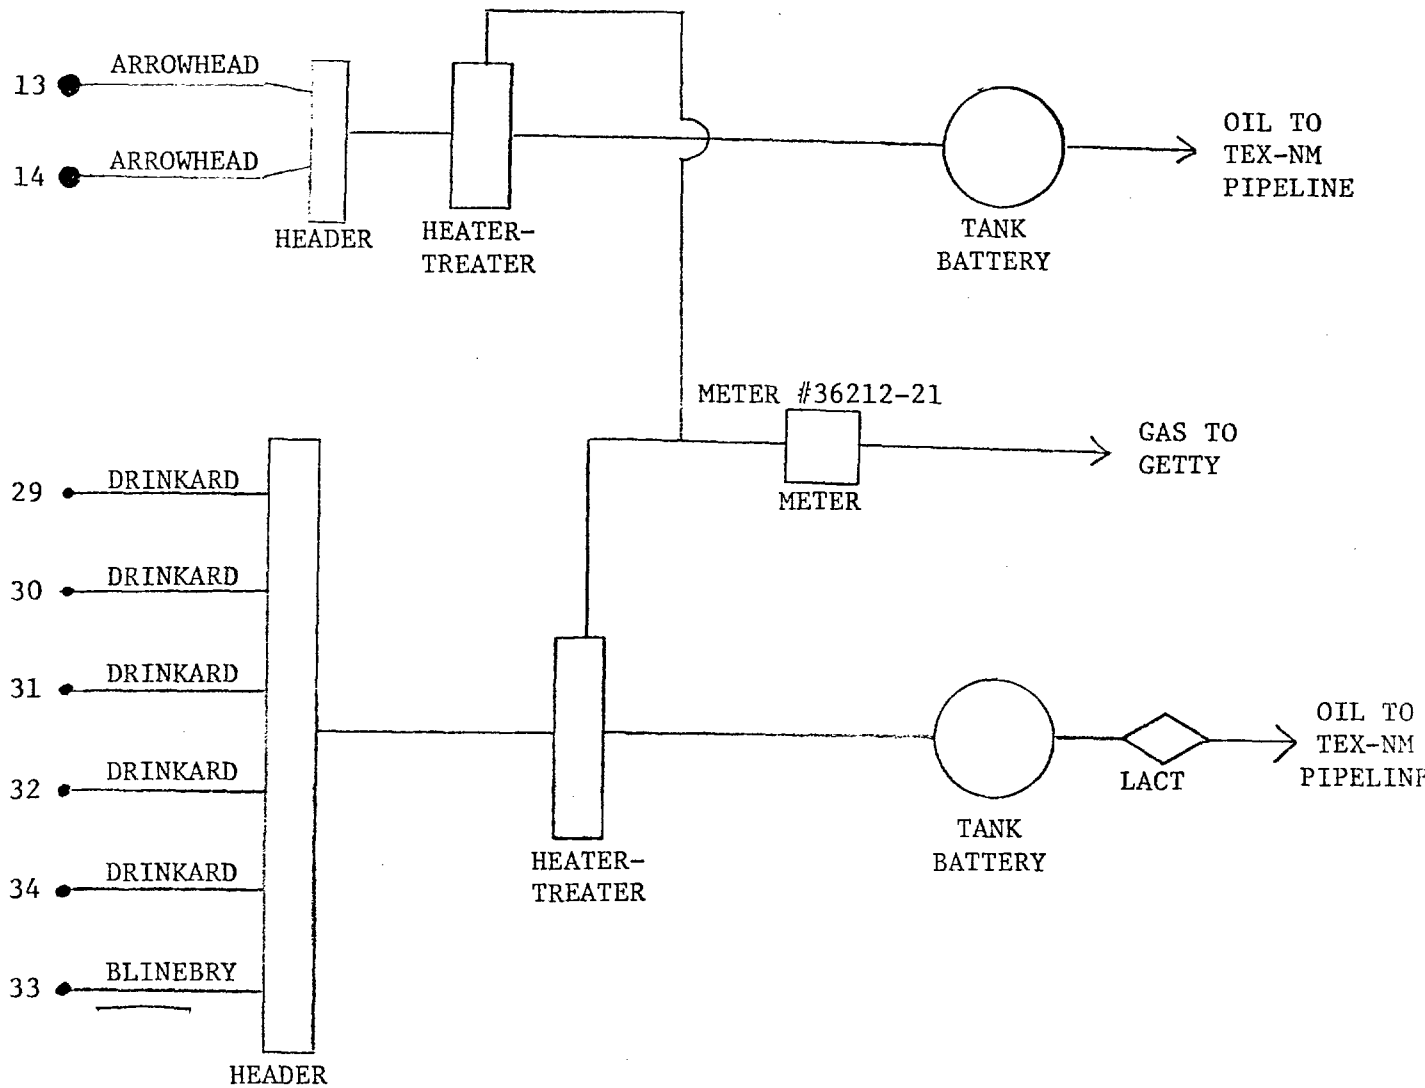 13
ARROWHEAD
14
ARROWHEAD
HEADER
HEATER-
TREATER
TANK
BATTERY
OIL TO
TEX-NM
PIPELINE
METER #36212-21
METER
GAS TO
GETTY
29
DRINKARD
30
DRINKARD
31
DRINKARD
32
DRINKARD
34
DRINKARD
33
BLINEBRY
HEADER
HEATER-
TREATER
TANK
BATTERY
LACT
OIL TO
TEX-NM
PIPELINE